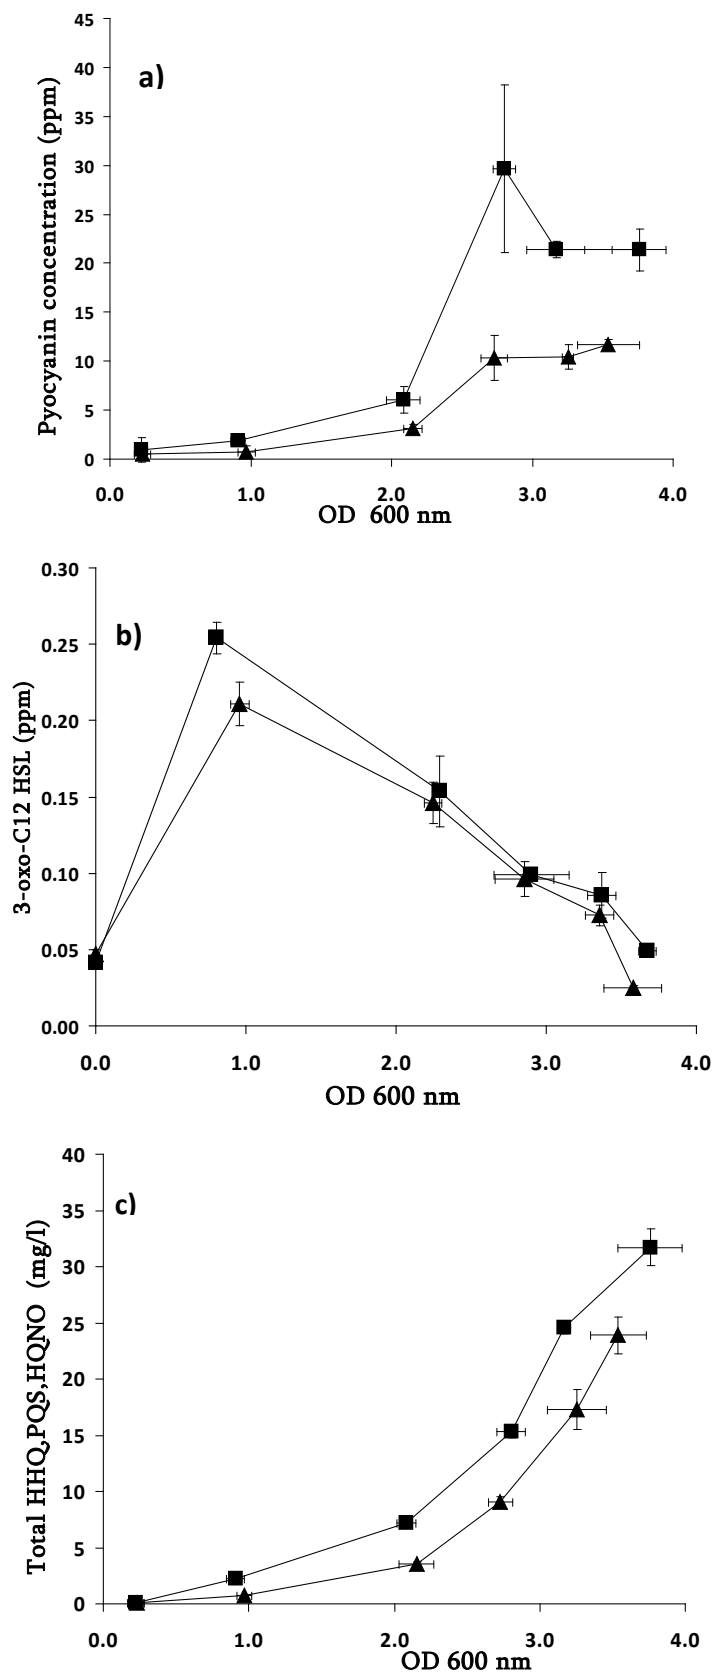 45
40
a)
35
30
25
20
15
10
5
0
Pyocyanin concentration (ppm)
0.0 1.0 2.0 3.0 4.0
OD 600 nm
0.30
b)
0.25
0.20
0.15
0.10
0.05
0.00
3-oxo-C12 HSL (ppm)
0.0 1.0 2.0 3.0 4.0
OD 600 nm
40
c)
35
30
25
20
15
10
5
0
Total HHQ,PQS,HQNO (mg/l)
0.0 1.0 2.0 3.0 4.0
OD 600 nm